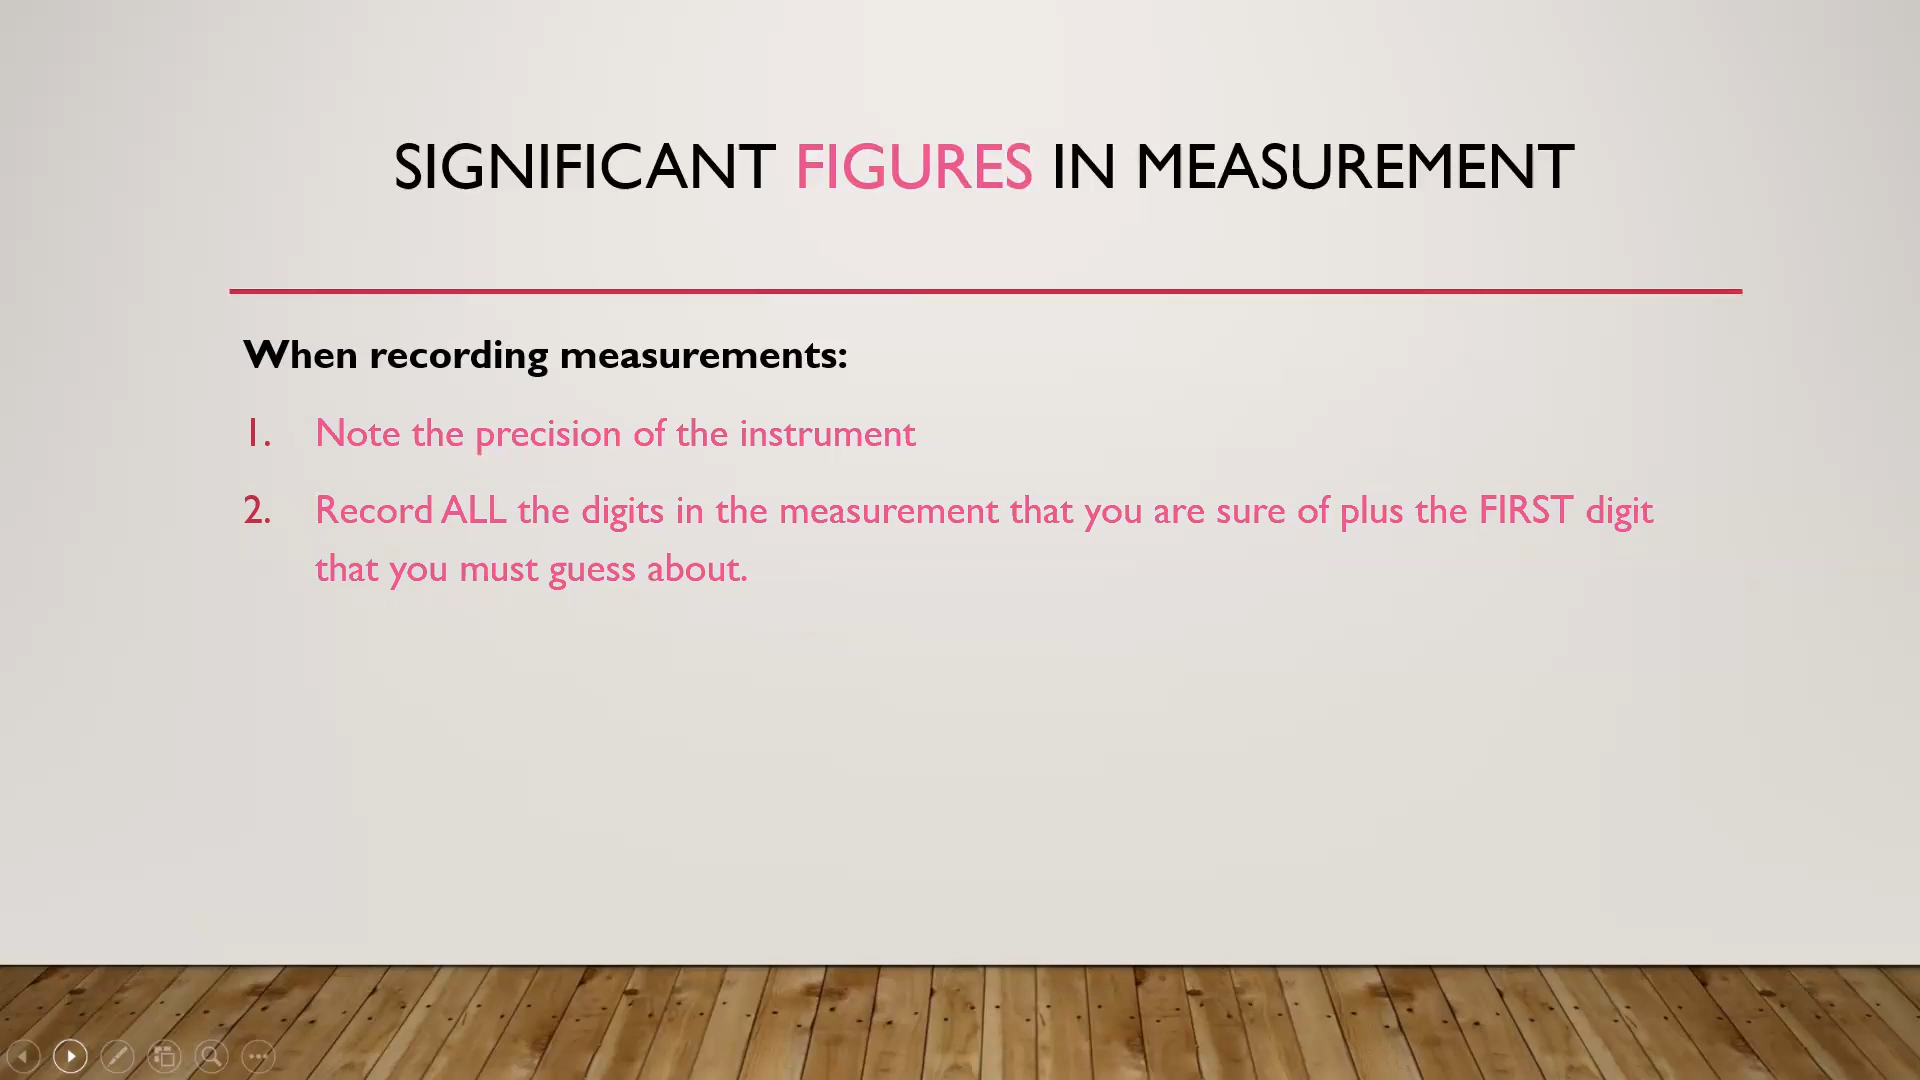 SIGNIFICANT FIGURES IN MEASUREMENT
When recording measurements:
1. Note the precision of the instrument
2. Record ALL the digits in the measurement that you are sure of plus the FIRST digit
that you must guess about.